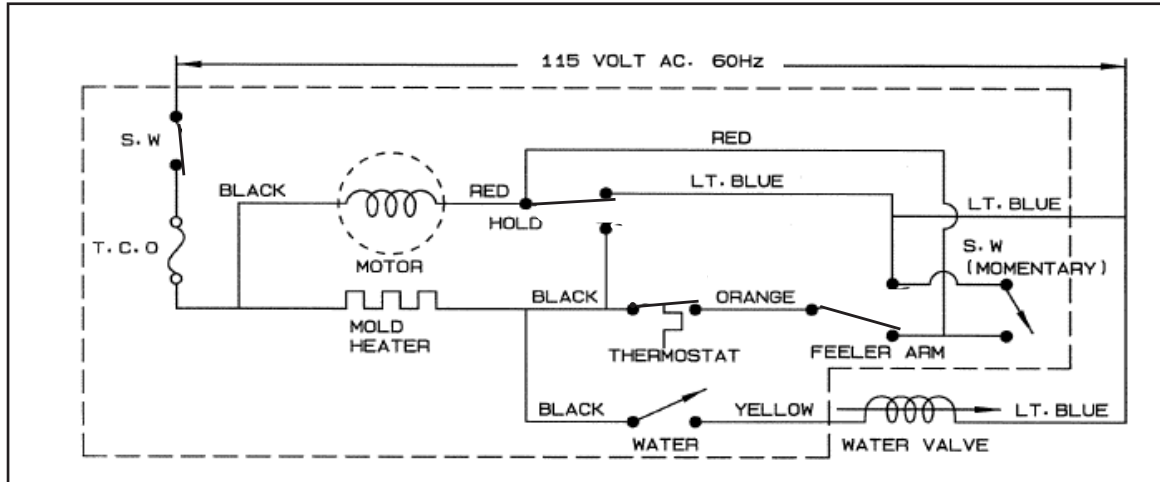 115 VOLT AC. 60Hz
S.W
RED
BLACK
RED
LT. BLUE
HOLD
LT. BLUE
T.C.O
MOTOR
S.W
(MOMENTARY)
BLACK
ORANGE
MOLD
HEATER
THERMOSTAT
FEELER ARM
BLACK
YELLOW
LT. BLUE
WATER
WATER VALVE